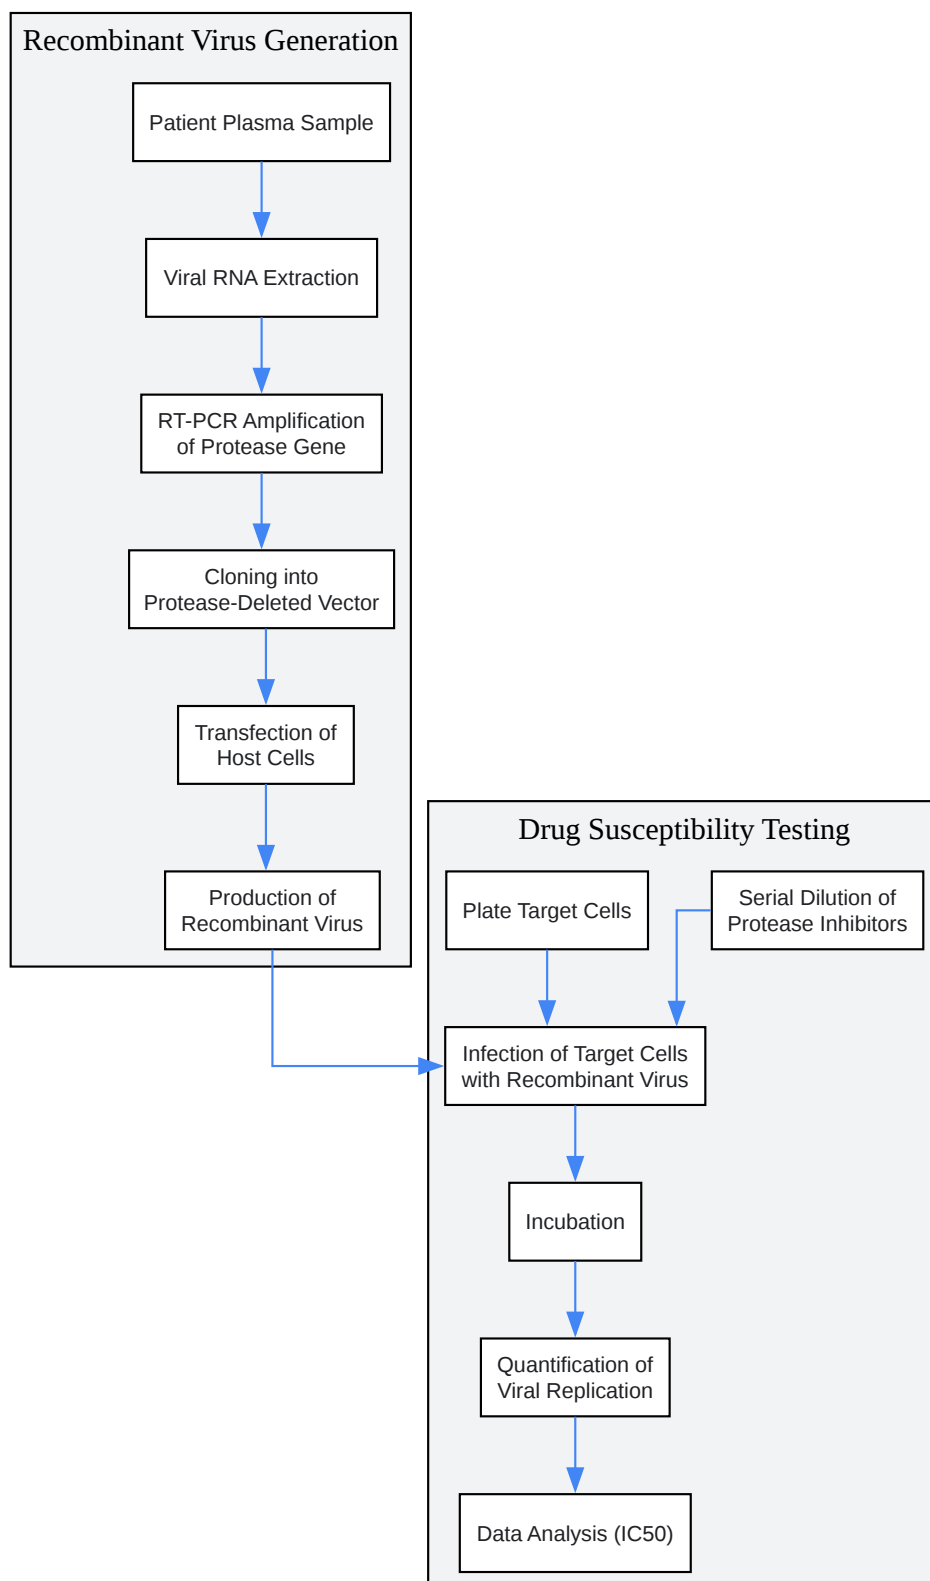 Recombinant Virus Generation
Patient Plasma Sample
Viral RNA Extraction
RT-PCR Amplification
of Protease Gene
Cloning into
Protease-Deleted Vector
Transfection of
Host Cells
Production of
Recombinant Virus
Drug Susceptibility Testing
Plate Target Cells
Serial Dilution of
Protease Inhibitors
Infection of Target Cells
with Recombinant Virus
Incubation
Quantification of
Viral Replication
Data Analysis (IC50)